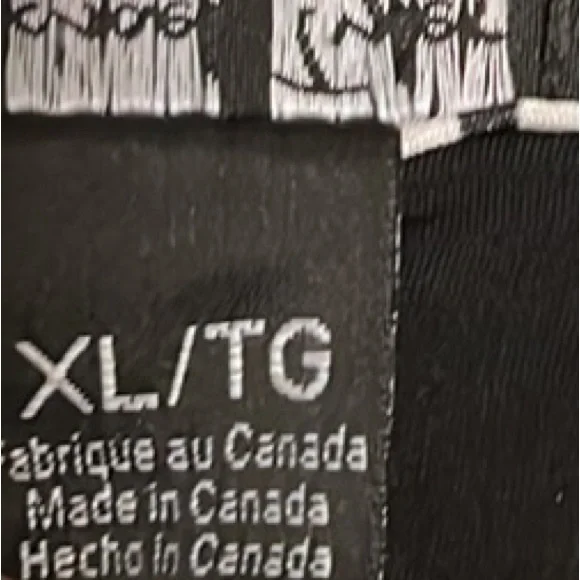 XL/TG
Fabrique au Canada
Made in Canada
Hecho in Canada